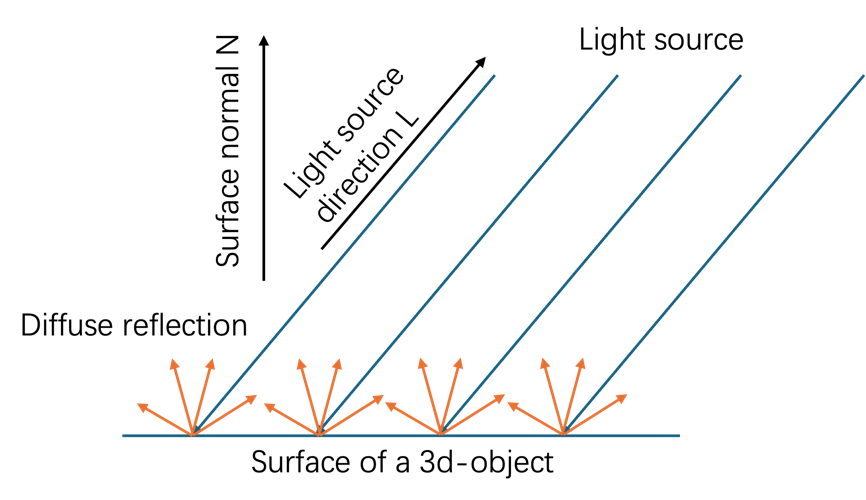 Light source
Surface normal N
Light source
direction L
Diffuse reflection
Surface of a 3d-object